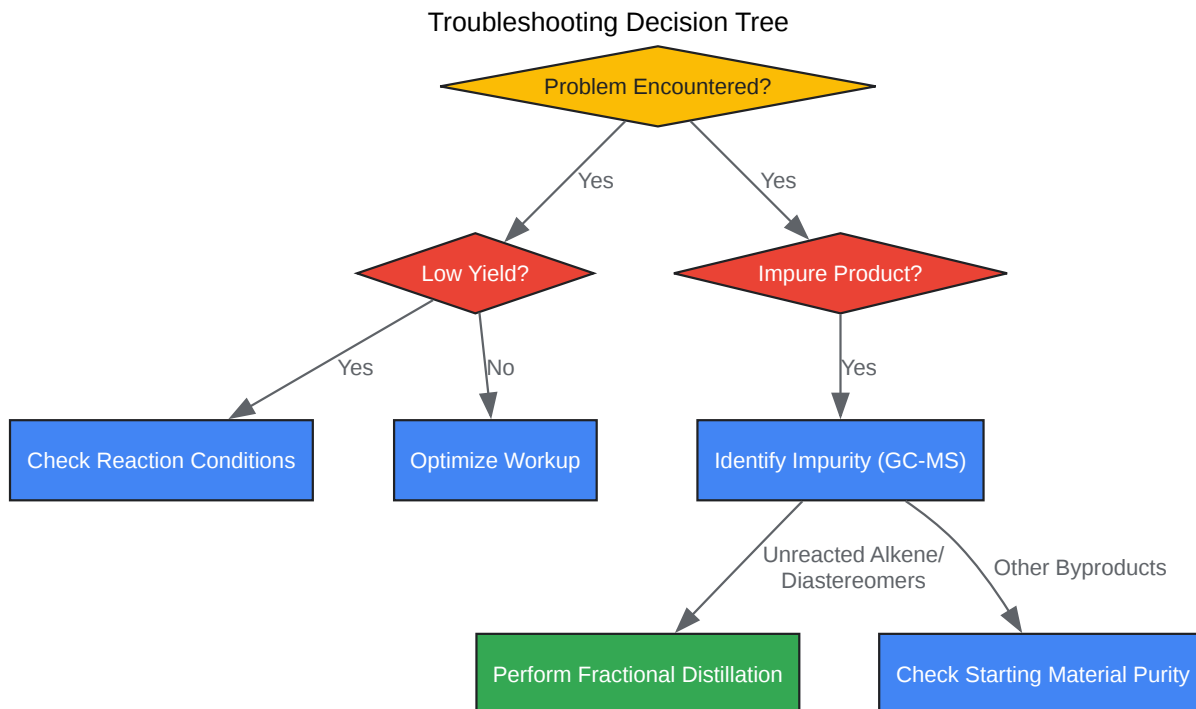 Troubleshooting Decision Tree
Problem Encountered?
Yes
Yes
Low Yield?
Impure Product?
Yes
No
Yes
Check Reaction Conditions
Optimize Workup
Identify Impurity (GC-MS)
Unreacted Alkene/
Diastereomers
Other Byproducts
Perform Fractional Distillation
Check Starting Material Purity